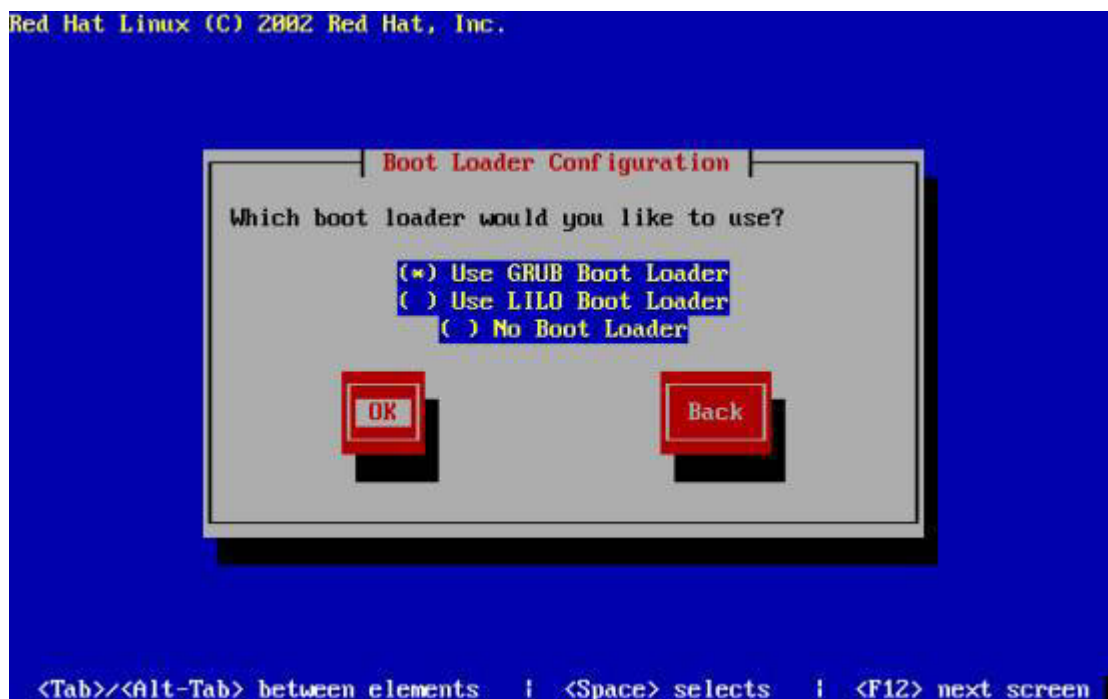 Red Hat Linux (C) 2002 Red Hat, Inc.
Boot Loader Configuration
Which boot loader would you like to use?
(*) Use GRUB Boot Loader
( ) Use LILO Boot Loader
( ) No Boot Loader
OK Back
<Tab>/<Alt-Tab> between elements | <Space> selects | <F12> next screen